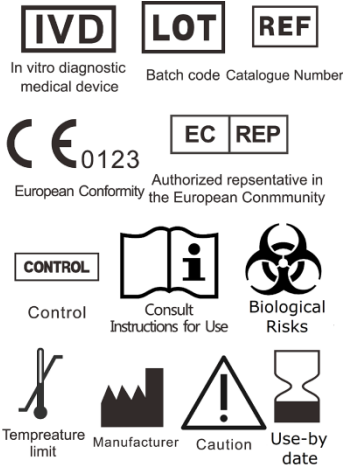 IVD LOT REF
In vitro diagnostic
medical device
Batch code Catalogue Number
CE 0123 EC REP
European Conformity
Authorized repsentative in
the European Conmmunity
CONTROL i
Control
Consult
Instructions for Use
Biological
Risks
!
Tempreature
limit
Manufacturer
Caution
Use-by
date